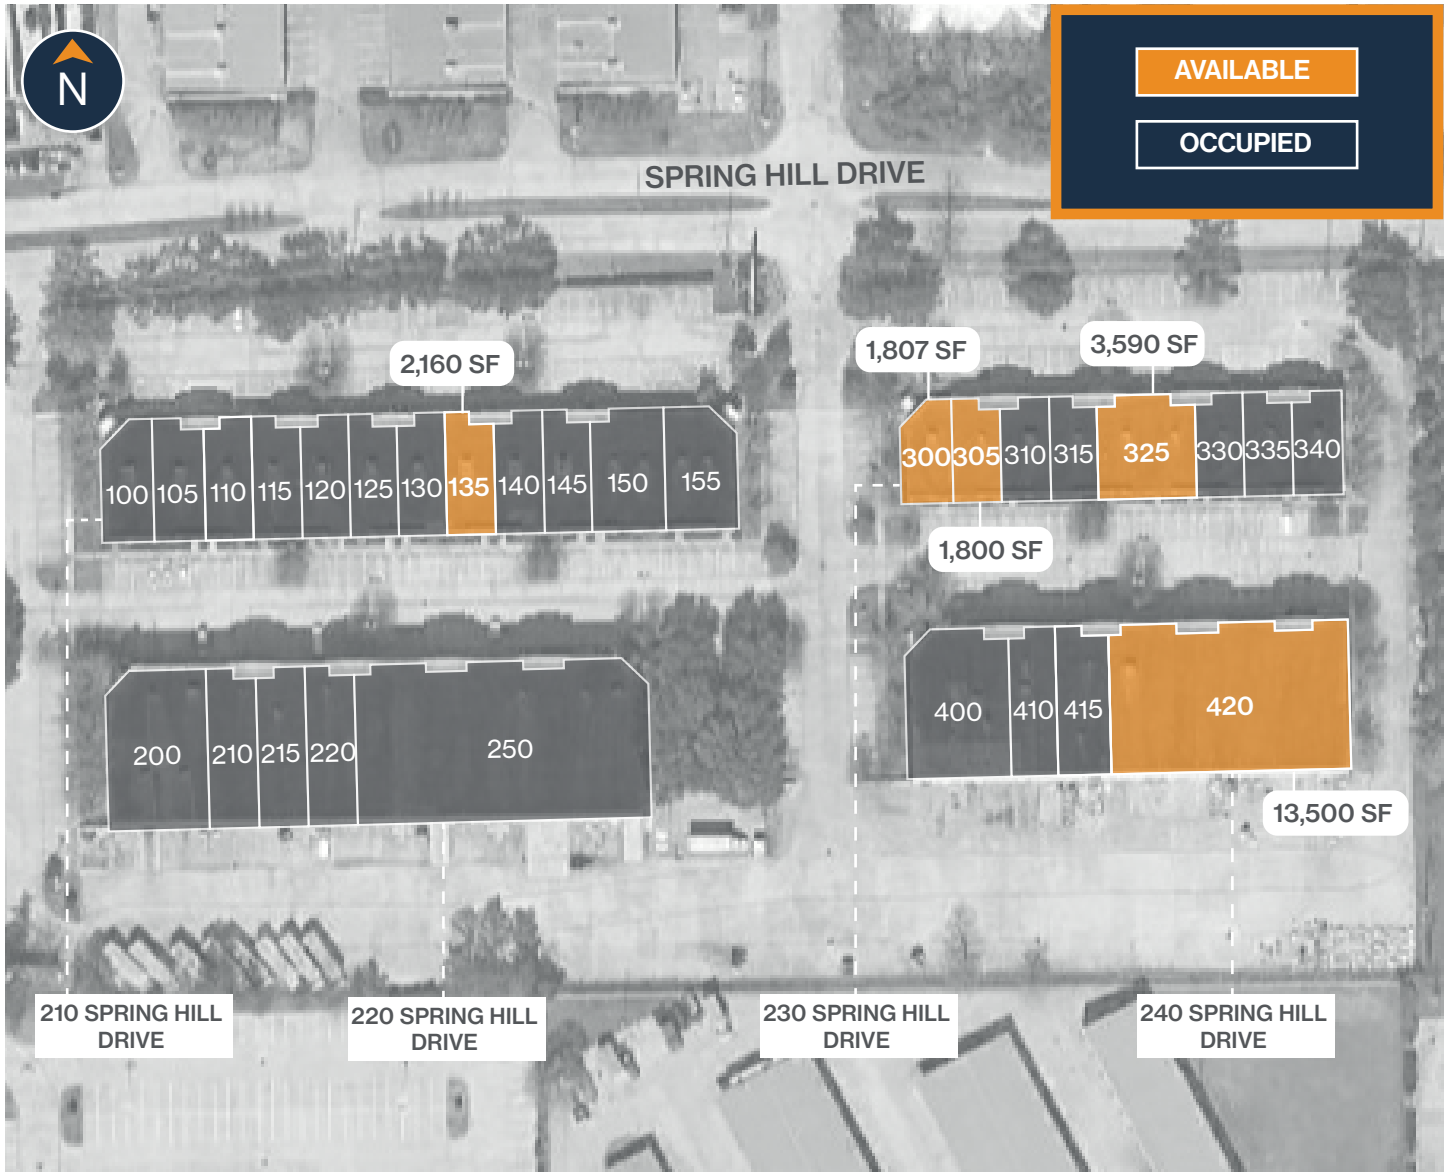 N
AVAILABLE
OCCUPIED
SPRING HILL DRIVE
2,160 SF
1,807 SF
3,590 SF
100 105 110 115 120 125 130 135 140 145 150 155
300 305 310 315 325 330 335 340
1,800 SF
200 210 215 220 250
400 410 415 420
13,500 SF
210 SPRING HILL
DRIVE
220 SPRING HILL
DRIVE
230 SPRING HILL
DRIVE
240 SPRING HILL
DRIVE